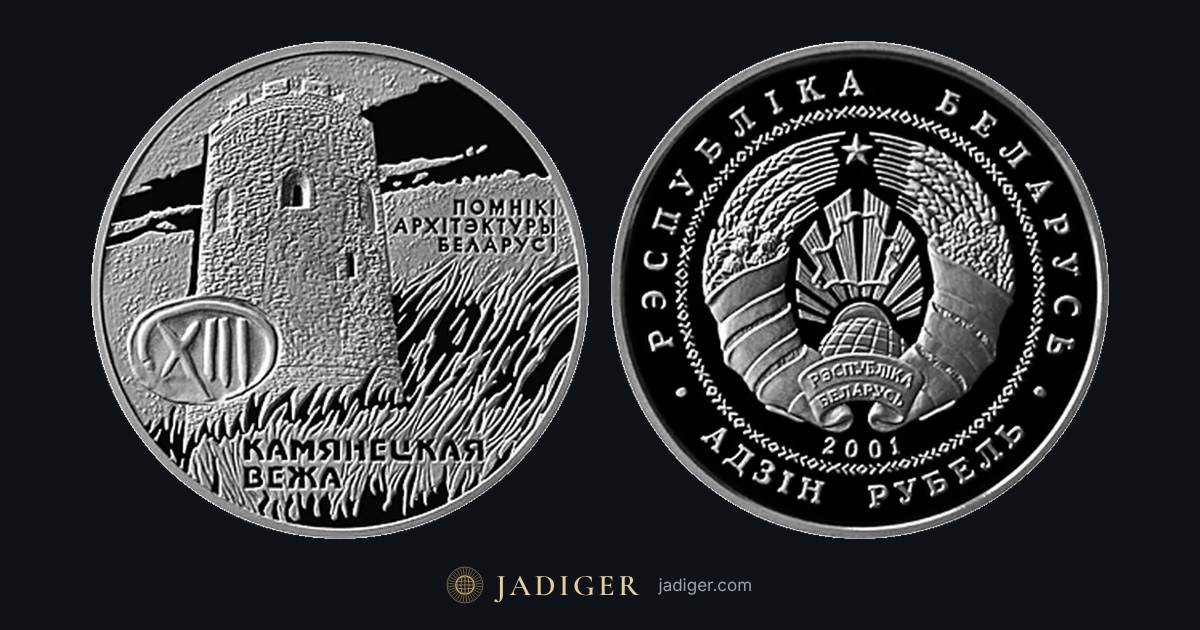 ПОМНІКІ
АРХІТЭКТУРЫ
БЕЛАРУСІ
XIII
КАМЯНЕЦКАЯ
ВЕЖА
РЭСПУБЛІКА БЕЛАРУСЬ
РЭСПУБЛІКА
БЕЛАРУСЬ
2001
АДЗІН РУБЕЛЬ
JADIGER jadiger.com